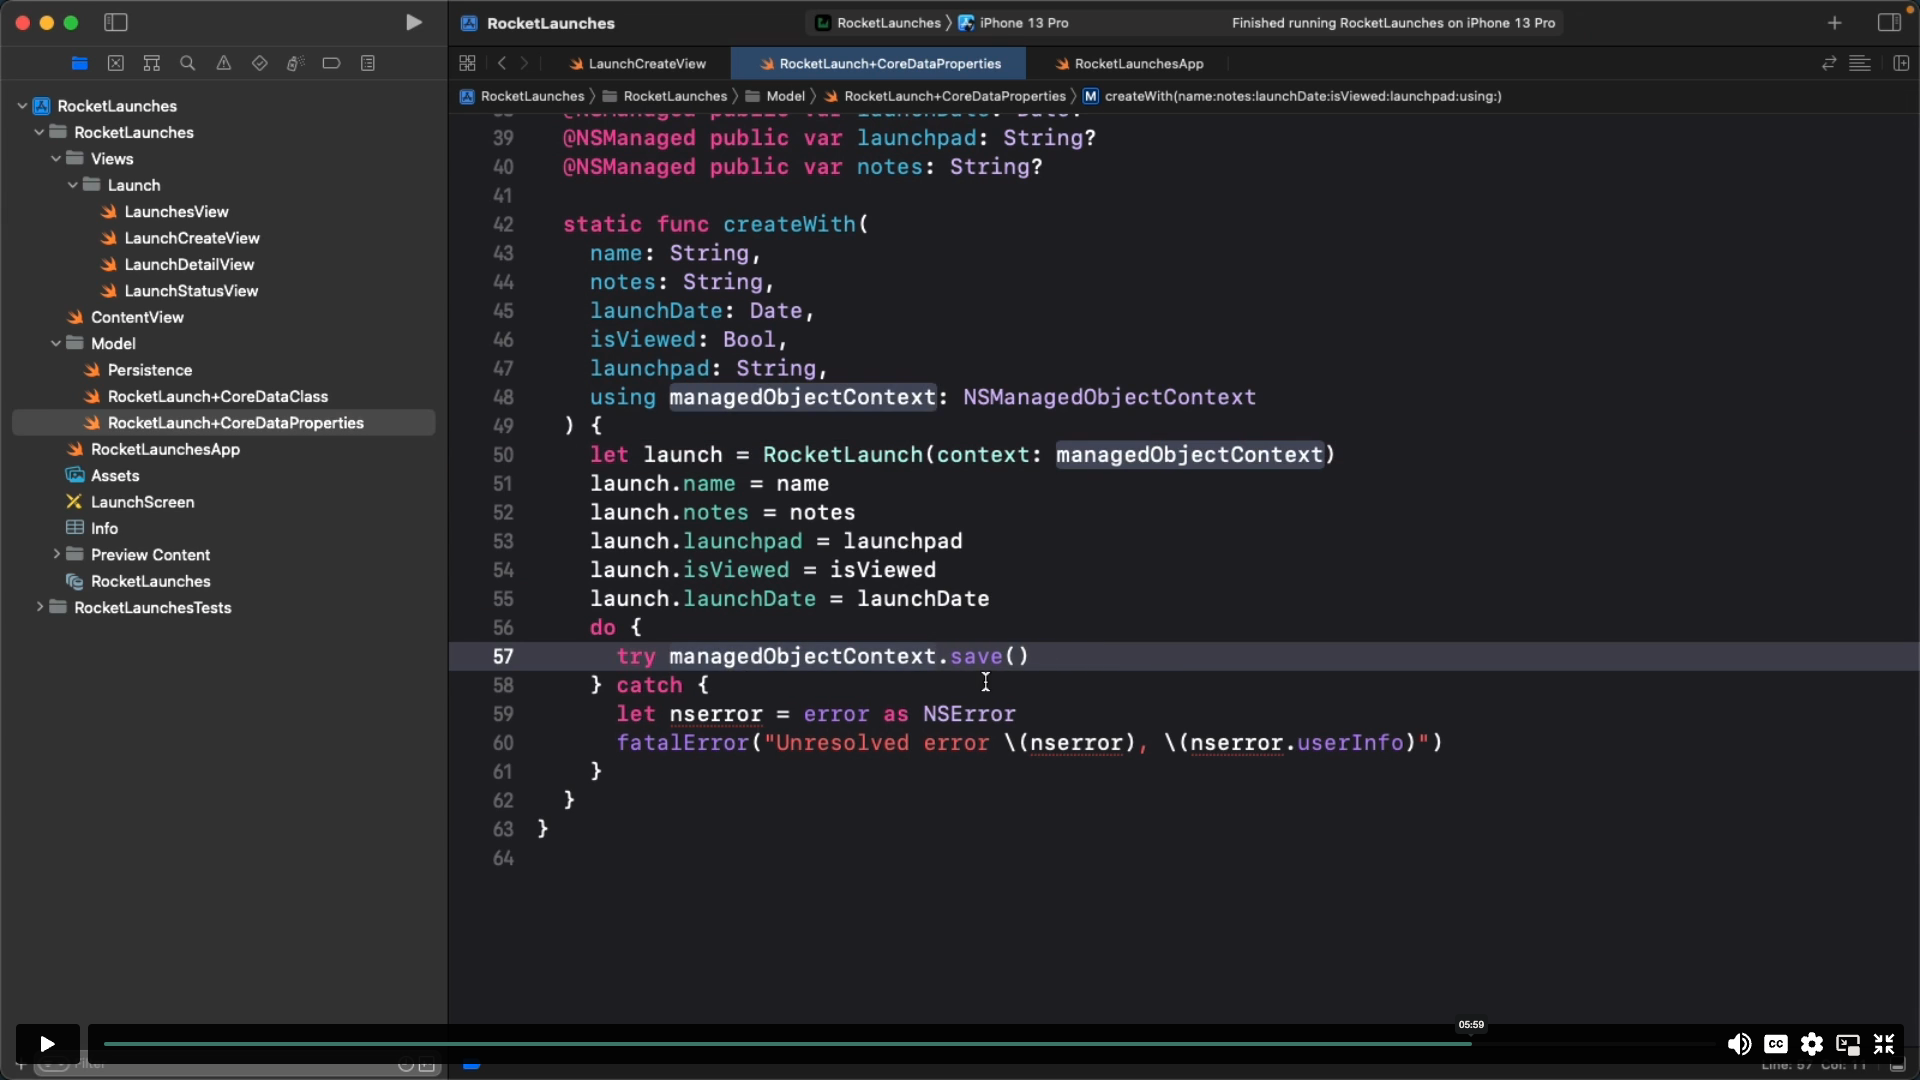 RocketLaunches
RocketLaunches
iPhone 13 Pro
Finished running RocketLaunches on iPhone 13 Pro
LaunchCreateView
RocketLaunch+CoreDataProperties
RocketLaunchesApp
RocketLaunches
RocketLaunches
Model
RocketLaunch+CoreDataProperties
M
createWith(name:notes:launchDate:isViewed:launchpad:using:)
RocketLaunches
RocketLaunches
Views
Launch
LaunchesView
LaunchCreateView
LaunchDetailView
LaunchStatusView
ContentView
Model
Persistence
RocketLaunch+CoreDataClass
RocketLaunch+CoreDataProperties
RocketLaunchesApp
Assets
LaunchScreen
Info
Preview Content
RocketLaunches
RocketLaunchesTests
38 @NSManaged public var launchDate: Date?
39 @NSManaged public var launchpad: String?
40 @NSManaged public var notes: String?
41
42 static func createWith(
43 name: String,
44 notes: String,
45 launchDate: Date,
46 isViewed: Bool,
47 launchpad: String,
48 using managedObjectContext: NSManagedObjectContext
49 ) {
50 let launch = RocketLaunch(context: managedObjectContext)
51 launch.name = name
52 launch.notes = notes
53 launch.launchpad = launchpad
54 launch.isViewed = isViewed
55 launch.launchDate = launchDate
56 do {
57 try managedObjectContext.save()
58 } catch {
59 let nserror = error as NSError
60 fatalError("Unresolved error \(nserror), \(nserror.userInfo)")
61 }
62 }
63 }
64
05:59
CC
Filter
Line: 57 Col: 11